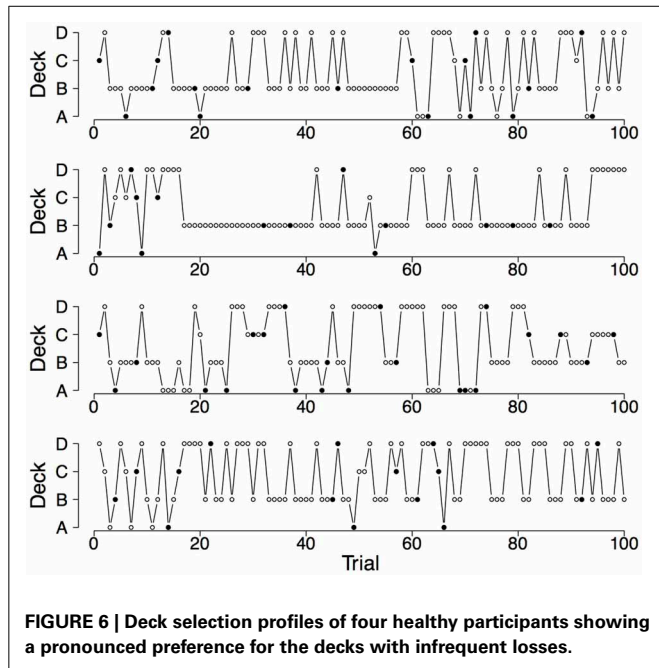 D
C
B
A
Deck
0 20 40 60 80 100
D
C
B
A
Deck
0 20 40 60 80 100
D
C
B
A
Deck
0 20 40 60 80 100
D
C
B
A
Deck
0 20 40 60 80 100
Trial
FIGURE 6 | Deck selection profiles of four healthy participants showing
a pronounced preference for the decks with infrequent losses.